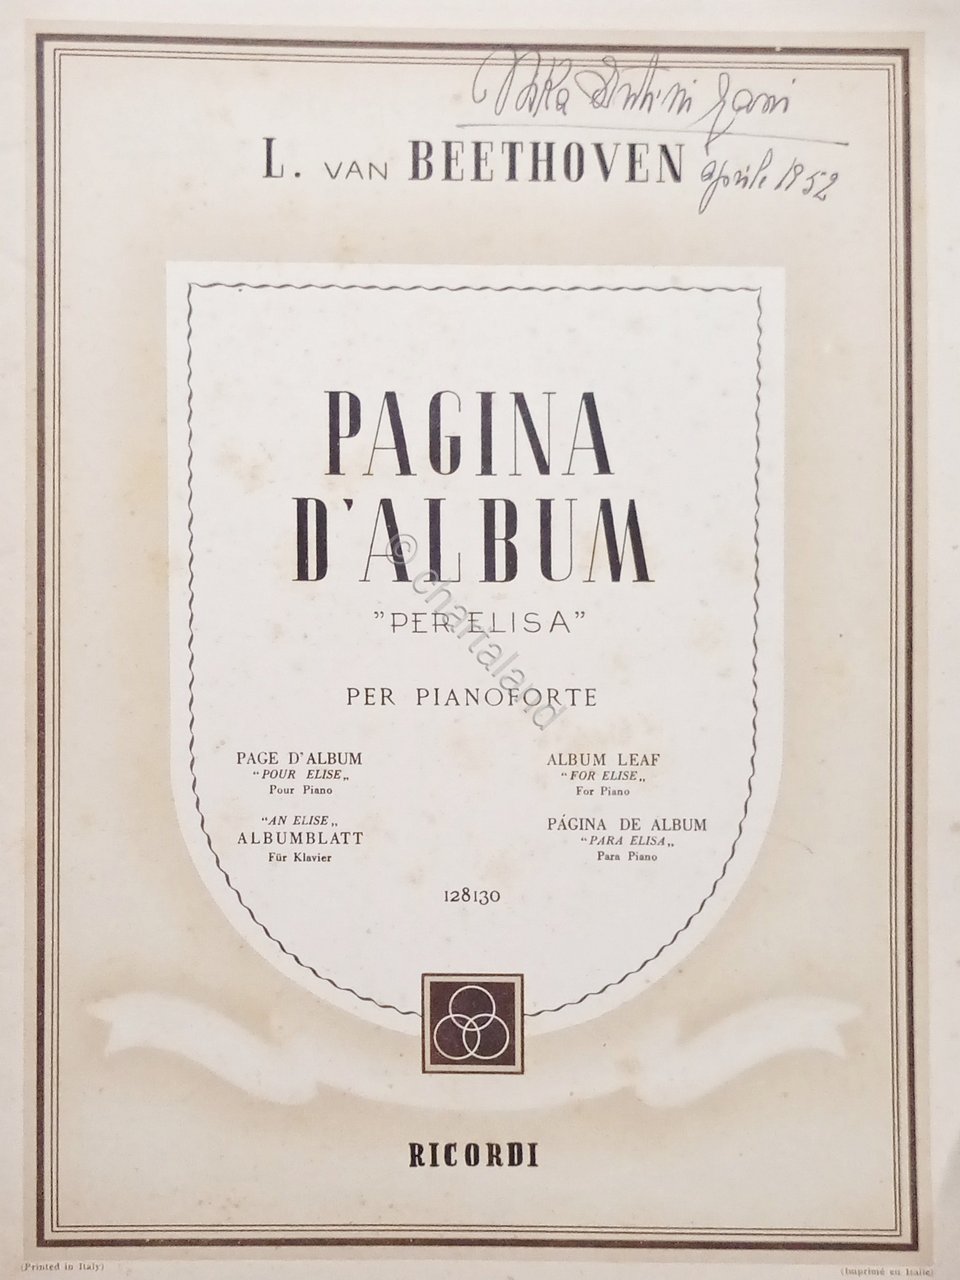 L. VAN BEETHOVEN
aprile 1952
PAGINA
D'ALBUM
"PER ELISA"
PER PIANOFORTE
PAGE D'ALBUM
“POUR ELISE„
Pour Piano
“AN ELISE„
ALBUMBLATT
Für Klavier
ALBUM LEAF
“FOR ELISE„
For Piano
PÁGINA DE ALBUM
“PARA ELISA„
Para Piano
128130
RICORDI
(Printed in Italy)
(Imprimé en Italie)
© chartaland